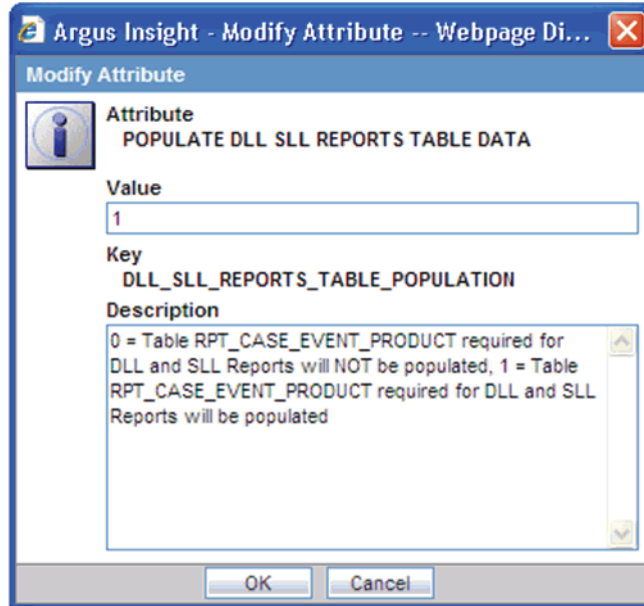 Argus Insight - Modify Attribute -- Webpage Di...
Modify Attribute
Attribute
POPULATE DLL SLL REPORTS TABLE DATA
Value
1
Key
DLL_SLL_REPORTS_TABLE_POPULATION
Description
0 = Table RPT_CASE_EVENT_PRODUCT required for
DLL and SLL Reports will NOT be populated, 1 = Table
RPT_CASE_EVENT_PRODUCT required for DLL and SLL
Reports will be populated
OK Cancel